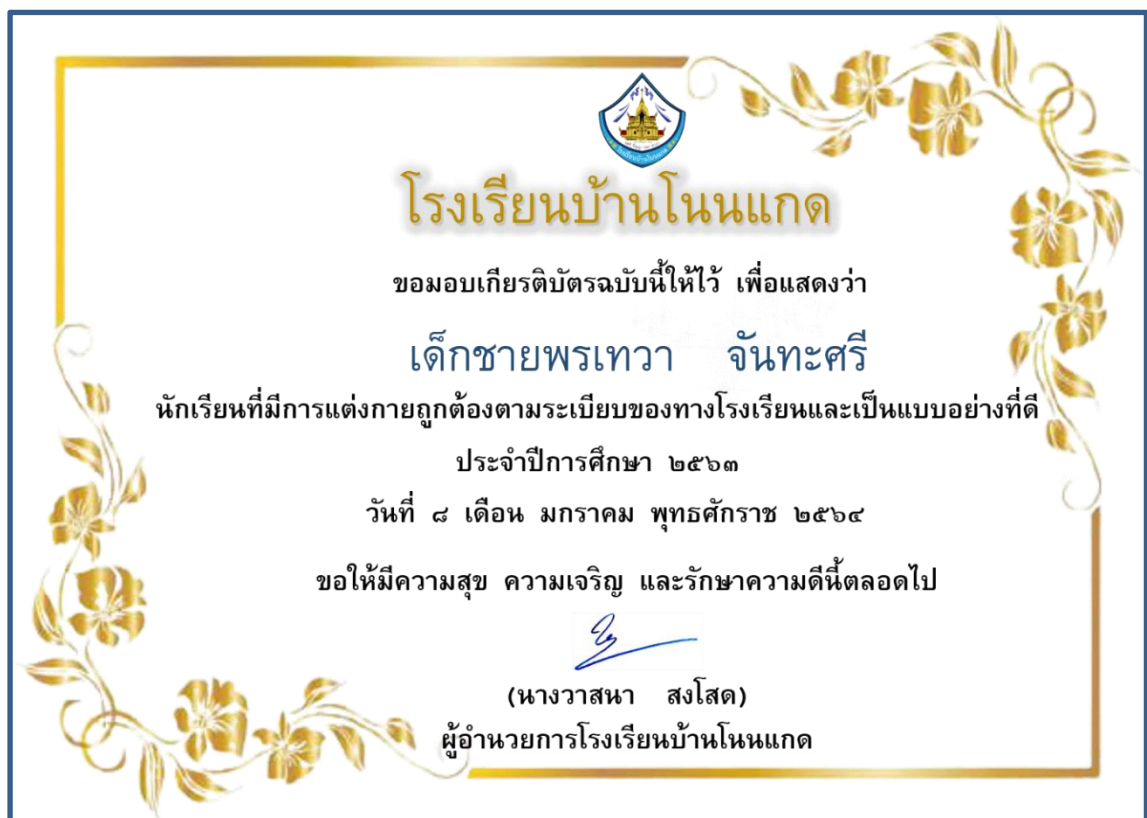 โรงเรียนบ้านโนนแกด
ขอมอบเกียรติบัตรฉบับนี้ให้ไว้ เพื่อแสดงว่า
เด็กชายพรเทวา จันทะศรี
นักเรียนที่มีการแต่งกายถูกต้องตามระเบียบของทางโรงเรียนและเป็นแบบอย่างที่ดี
ประจำปีการศึกษา ๒๕๖๓
วันที่ ๘ เดือน มกราคม พุทธศักราช ๒๕๖๔
ขอให้มีความสุข ความเจริญ และรักษาความดีนี้ตลอดไป
(นางวาสนา สงโสด)
ผู้อำนวยการโรงเรียนบ้านโนนแกด